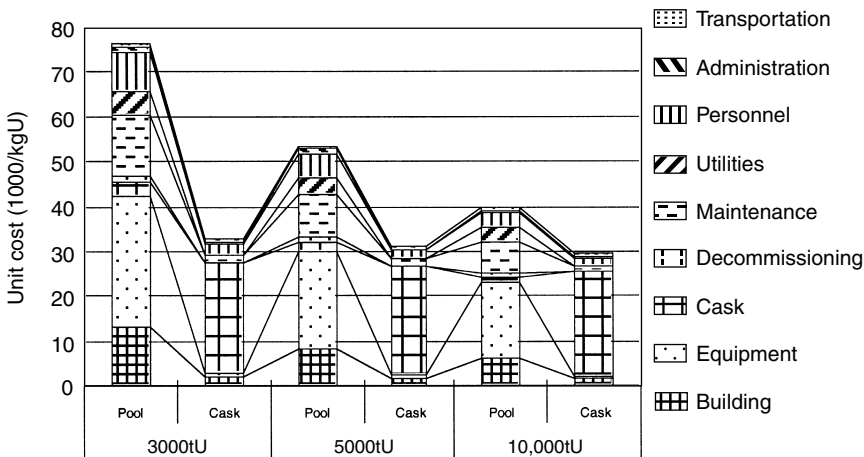 Unit cost (1000/kgU)
80
70
60
50
40
30
20
10
0
Pool Cask Pool Cask Pool Cask
3000tU 5000tU 10,000tU
Transportation
Administration
Personnel
Utilities
Maintenance
Decommissioning
Cask
Equipment
Building